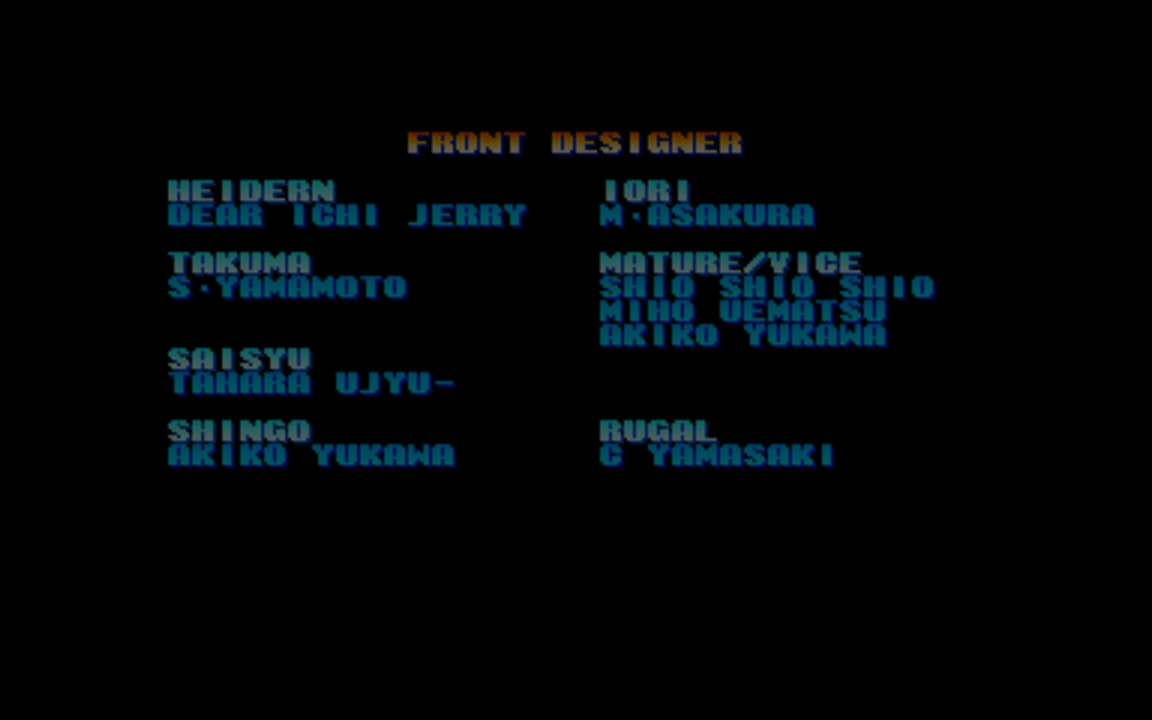 FRONT DESIGNER
HEIDERN
DEAR ICHI JERRY
TAKUMA
S·YAMAMOTO
SAISYU
TAHARA UJYU-
SHINGO
AKIKO YUKAWA
IORI
M·ASAKURA
MATURE/VICE
SHIO SHIO SHIO
MIHO UEMATSU
AKIKO YUKAWA
RUGAL
C YAMASAKI